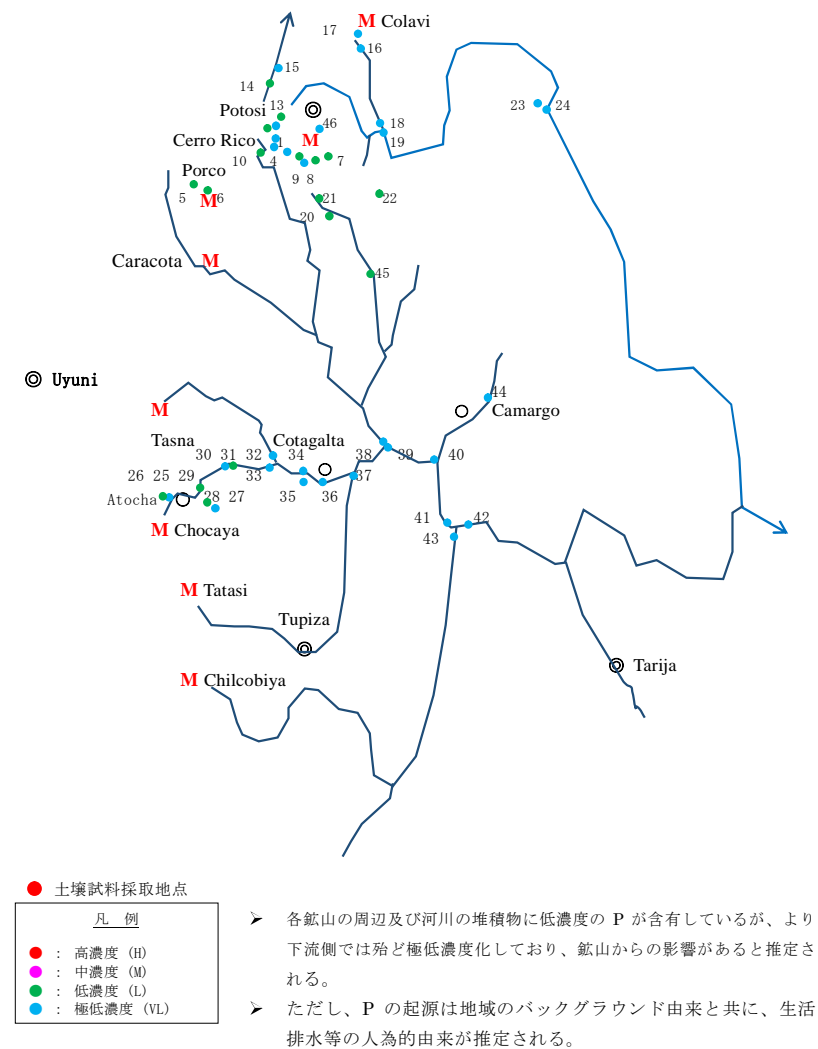 17 M Colavi
16
15
14
13
Potosi
46
18
23 24
Cerro Rico 1 M
19
10 4 7
Porco 9 8
5 6
M
21 22
20
Caracota M
45
Uyuni
44
M
Camargo
Tasna Cotagalta
30 31 32 34 38 39 40
26 25 29 33 37
Atocha 28 27 35 36
M Chocaya
41 42
43
M Tatasi
Tupiza
Tarija
M Chilcobiya
土壌試料採取地点
凡 例
: 高濃度 (H)
: 中濃度 (M)
: 低濃度 (L)
: 極低濃度 (VL)
➢ 各鉱山の周辺及び河川の堆積物に低濃度の P が含有しているが、より
下流側では殆ど極低濃度化しており、鉱山からの影響があると推定さ
れる。
➢ ただし、P の起源は地域のバックグラウンド由来と共に、生活
排水等の人為的由来が推定される。